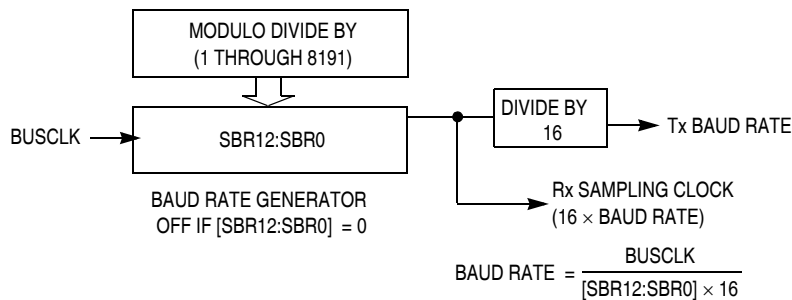 MODULO DIVIDE BY
(1 THROUGH 8191)
BUSCLK
SBR12:SBR0
DIVIDE BY
16
Tx BAUD RATE
BAUD RATE GENERATOR
OFF IF [SBR12:SBR0] = 0
Rx SAMPLING CLOCK
(16 × BAUD RATE)
BAUD RATE =
BUSCLK
[SBR12:SBR0] × 16